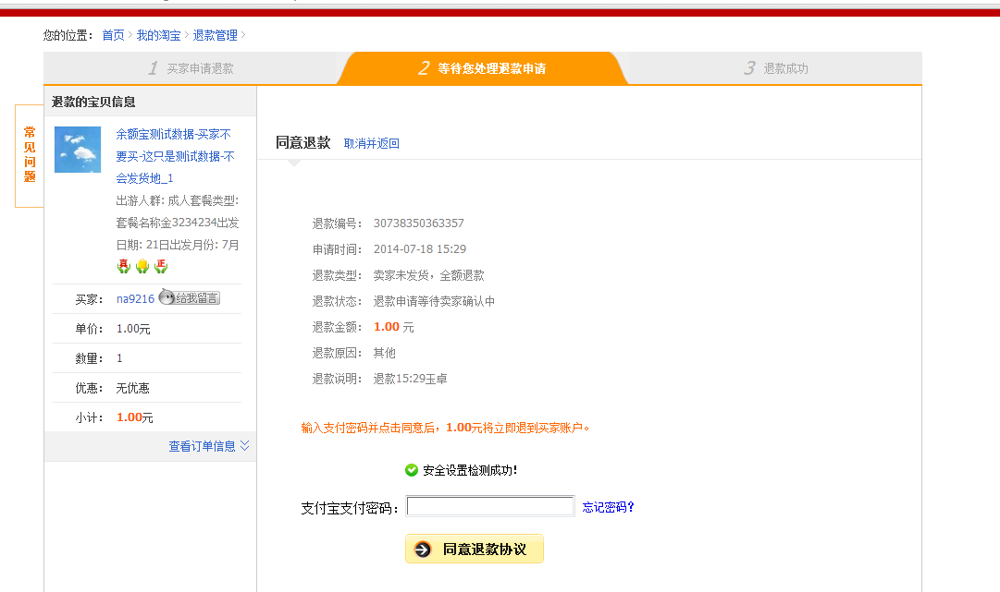 您的位置： 首页 > 我的淘宝 > 退款管理 >
1 买家申请退款
2 等待您处理退款申请
3 退款成功
常见问题
退款的宝贝信息
余额宝测试数据-买家不
要买-这只是测试数据-不
会发货地_1
出游人群: 成人套餐类型:
套餐名称金3234234出发
日期: 21日出发月份: 7月
真 正
买家： na9216 给我留言
单价： 1.00元
数量： 1
优惠： 无优惠
小计： 1.00元
查看订单信息
同意退款 取消并返回
退款编号： 30738350363357
申请时间： 2014-07-18 15:29
退款类型： 卖家未发货，全额退款
退款状态： 退款申请等待卖家确认中
退款金额： 1.00 元
退款原因： 其他
退款说明： 退款15:29玉卓
输入支付密码并点击同意后，1.00元将立即退到买家账户。
安全设置检测成功!
支付宝支付密码： 忘记密码?
同意退款协议